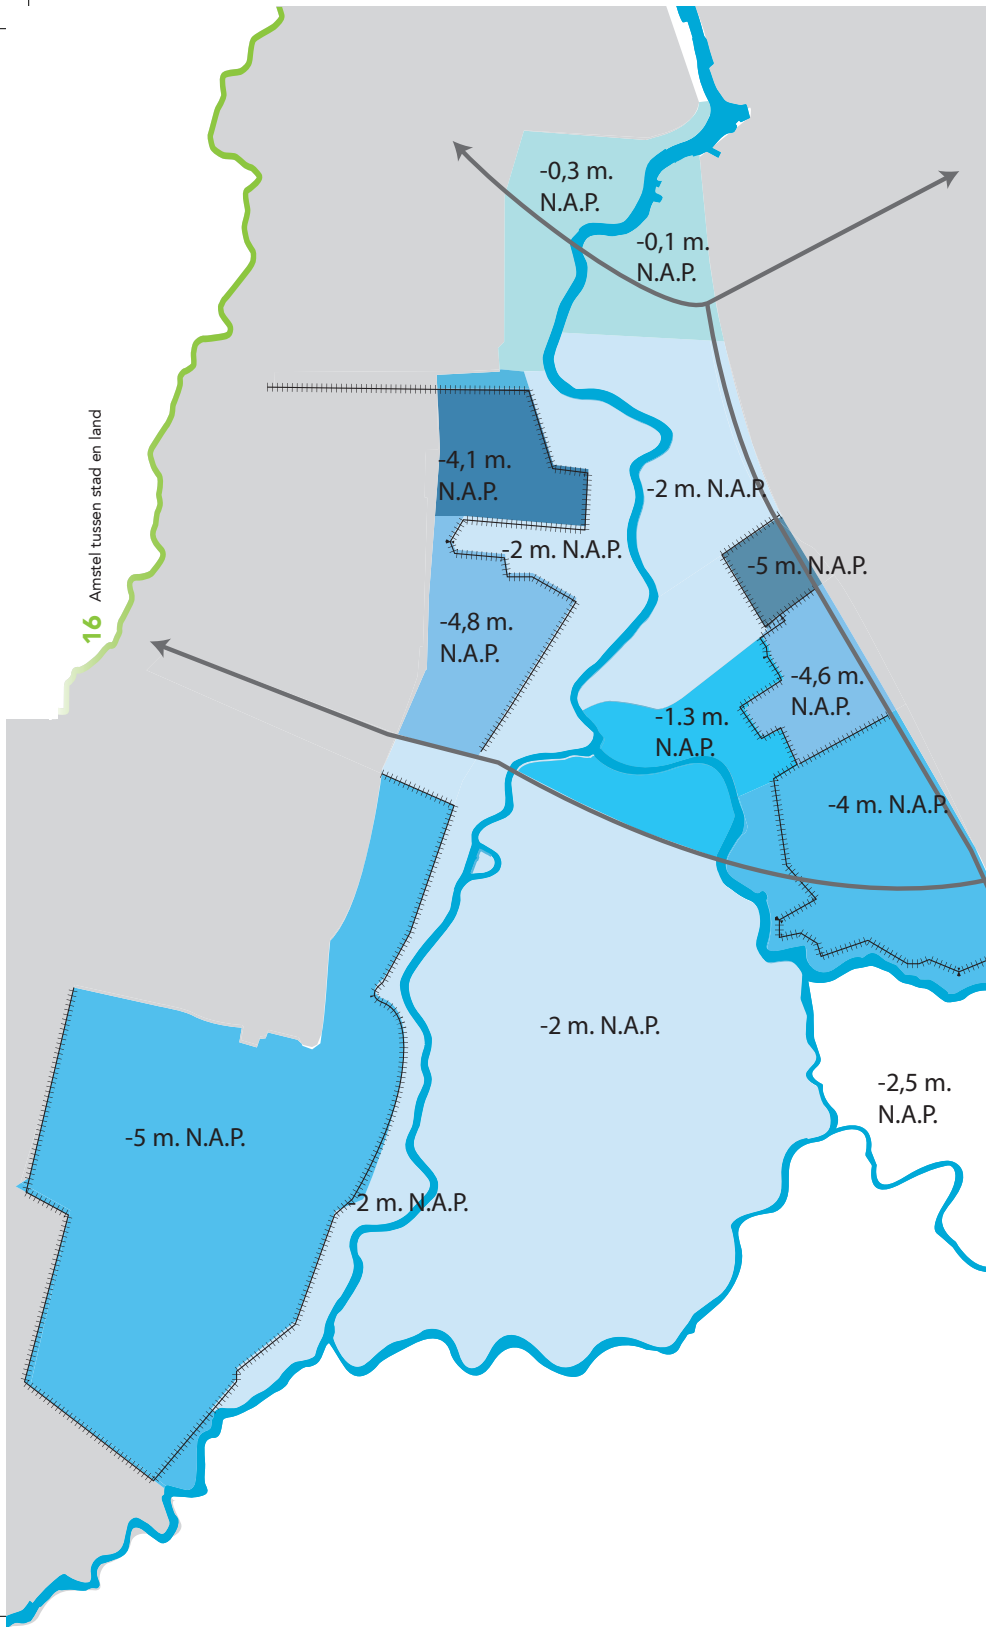 -0,3 m.
N.A.P.
-0,1 m.
N.A.P.
-4,1 m.
N.A.P.
-2 m. N.A.P.
-2 m. N.A.P.
-5 m. N.A.P.
-4,8 m.
N.A.P.
-4,6 m.
N.A.P.
-1.3 m.
N.A.P.
-4 m. N.A.P.
-2 m. N.A.P.
-2,5 m.
N.A.P.
-5 m. N.A.P.
-2 m. N.A.P.
16 Amstel tussen stad en land